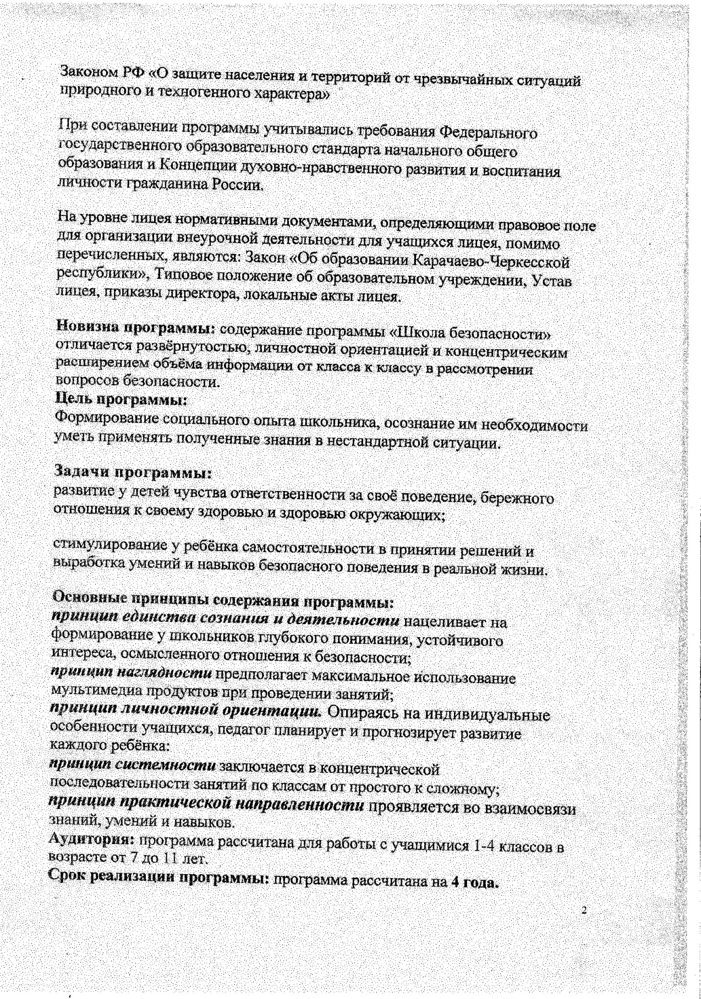 Законом РФ «О защите населения и территорий от чрезвычайных ситуаций
природного и техногенного характера»
При составлении программы учитывались требования Федерального
государственного образовательного стандарта начального общего
образования и Концепции духовно-нравственного развития и воспитания
личности гражданина России.
На уровне лицея нормативными документами, определяющими правовое поле
для организации внеурочной деятельности для учащихся лицея, помимо
перечисленных, являются: Закон «Об образовании Карачаево-Черкесской
республики», Типовое положение об образовательном учреждении, Устав
лицея, приказы директора, локальные акты лицея.
Новизна программы: содержание программы «Школа безопасности»
отличается развёрнутостью, личностной ориентацией и концентрическим
расширением объёма информации от класса к классу в рассмотрении
вопросов безопасности.
Цель программы:
Формирование социального опыта школьника, осознание им необходимости
уметь применять полученные знания в нестандартной ситуации.
Задачи программы:
развитие у детей чувства ответственности за своё поведение, бережного
отношения к своему здоровью и здоровью окружающих;
стимулирование у ребёнка самостоятельности в принятии решений и
выработка умений и навыков безопасного поведения в реальной жизни.
Основные принципы содержания программы:
принцип единства сознания и деятельности нацеливает на
формирование у школьников глубокого понимания, устойчивого
интереса, осмысленного отношения к безопасности;
принцип наглядности предполагает максимальное использование
мультимедиа продуктов при проведении занятий;
принцип личностной ориентации. Опираясь на индивидуальные
особенности учащихся, педагог планирует и прогнозирует развитие
каждого ребёнка:
принцип системности заключается в концентрической
последовательности занятий по классам от простого к сложному;
принцип практической направленности проявляется во взаимосвязи
знаний, умений и навыков.
Аудитория: программа рассчитана для работы с учащимися 1-4 классов в
возрасте от 7 до 11 лет.
Срок реализации программы: программа рассчитана на 4 года.
2